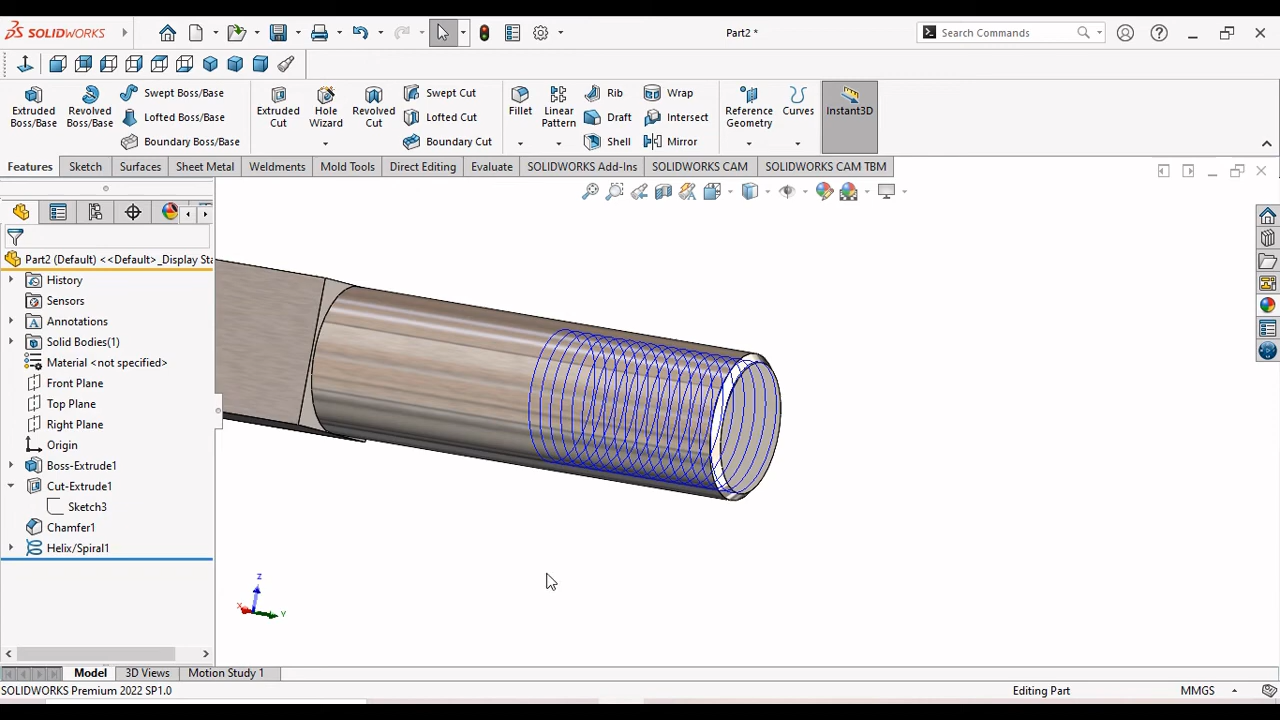 SOLIDWORKS
Part2 *
Search Commands
Extruded Boss/Base
Revolved Boss/Base
Swept Boss/Base
Lofted Boss/Base
Boundary Boss/Base
Extruded Cut
Hole Wizard
Revolved Cut
Swept Cut
Lofted Cut
Boundary Cut
Fillet
Linear Pattern
Rib
Draft
Shell
Wrap
Intersect
Mirror
Reference Geometry
Curves
Instant3D
Features
Sketch
Surfaces
Sheet Metal
Weldments
Mold Tools
Direct Editing
Evaluate
SOLIDWORKS Add-Ins
SOLIDWORKS CAM
SOLIDWORKS CAM TBM
Part2 (Default) <<Default>_Display Sta
History
Sensors
Annotations
Solid Bodies(1)
Material <not specified>
Front Plane
Top Plane
Right Plane
Origin
Boss-Extrude1
Cut-Extrude1
Sketch3
Chamfer1
Helix/Spiral1
Z
X
Y
Model
3D Views
Motion Study 1
SOLIDWORKS Premium 2022 SP1.0
Editing Part
MMGS